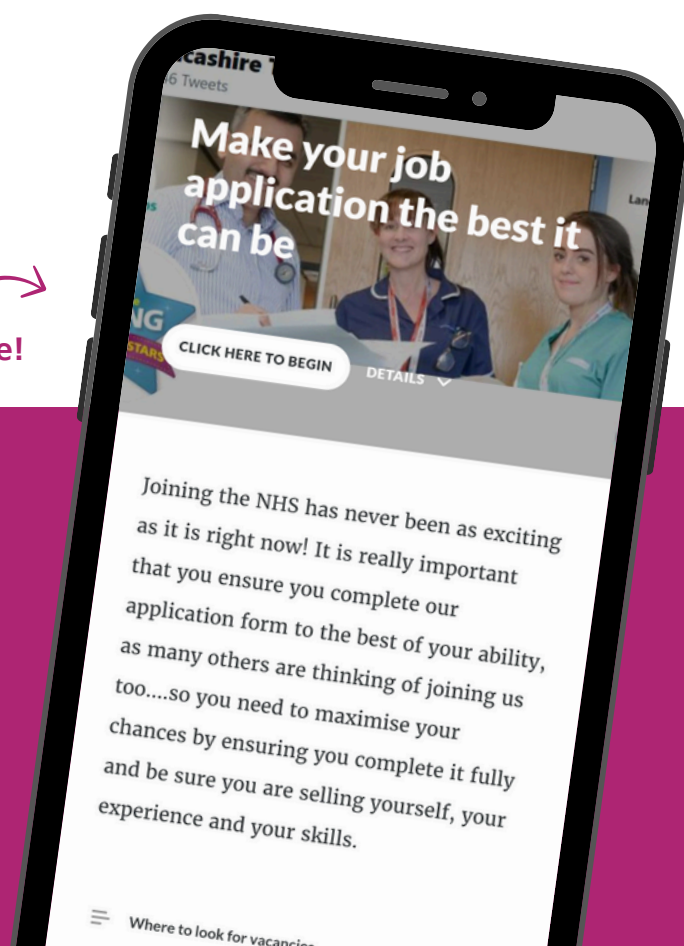 6 Tweets
Make your job
application the best it
can be
NG
STARS
CLICK HERE TO BEGIN
DETAILS
e!
Joining the NHS has never been as exciting
as it is right now! It is really important
that you ensure you complete our
application form to the best of your ability,
as many others are thinking of joining us
too....so you need to maximise your
chances by ensuring you complete it fully
and be sure you are selling yourself, your
experience and your skills.
Where to look for vacancies